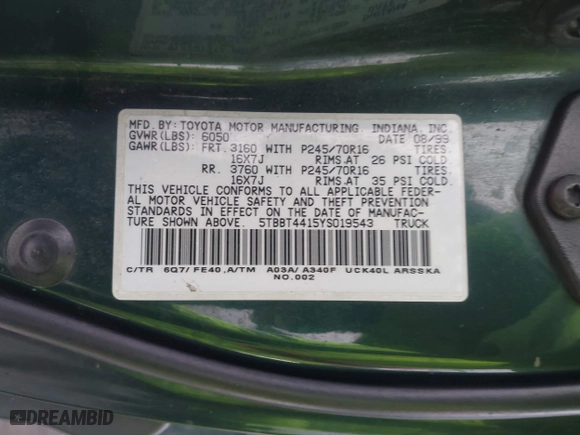 MFD. BY: TOYOTA MOTOR MANUFACTURING INDIANA, INC.
GVWR(LBS): 6050 DATE 08/99
GAWR(LBS): FRT. 3160 WITH P245/70R16 TIRES.
16X7J RIMS.AT 26 PSI COLD.
RR. 3760 WITH P245/70R16 TIRES.
16X7J RIMS.AT 35 PSI COLD.
THIS VEHICLE CONFORMS TO ALL APPLICABLE FEDER-
AL MOTOR VEHICLE SAFETY AND THEFT PREVENTION
STANDARDS IN EFFECT ON THE DATE OF MANUFAC-
TURE SHOWN ABOVE. 5TBBT4415YS019543 TRUCK
C/TR 6Q7/ FE40,A/TM A03A/A340F UCK40L ARSSKA
NO.002
DREAMBID